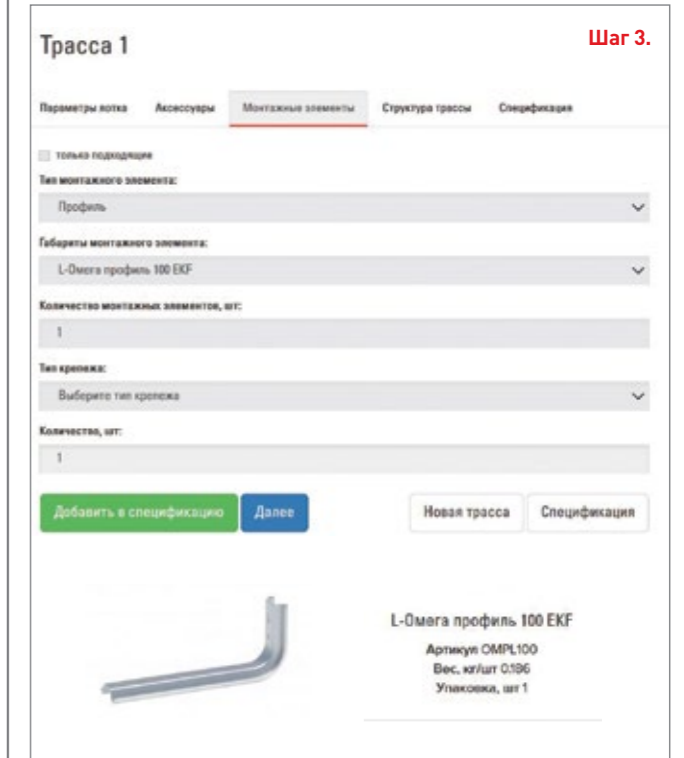 Трасса 1
Шаг 3.
Параметры лотка Аксессуары Монтажные элементы Структура трассы Спецификация
только подходящие
Тип монтажного элемента:
Профиль
Габариты монтажного элемента:
L-Омега профиль 100 EKF
Количество монтажных элементов, шт:
1
Тип крепежа:
Выберите тип крепежа
Количество, шт:
1
Добавить в спецификацию Далее Новая трасса Спецификация
L-Омега профиль 100 EKF
Артикул OMPL100
Вес, кг/шт 0.186
Упаковка, шт 1